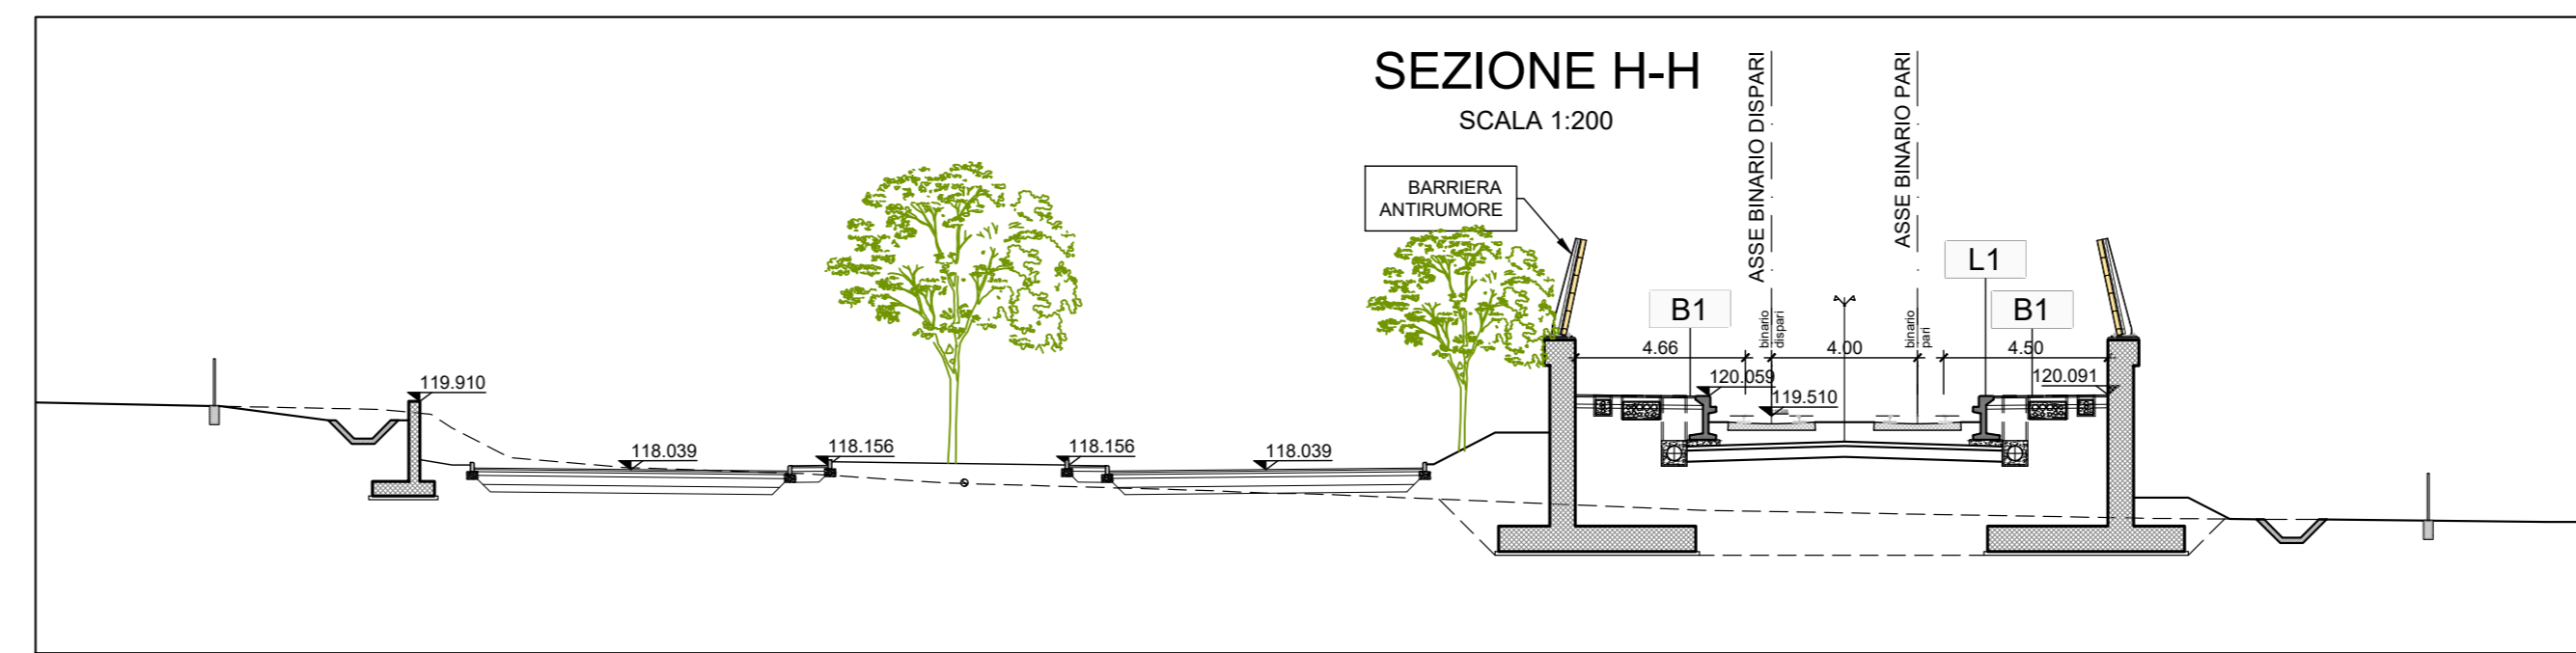 SEZIONE H-H
SCALA 1:200
ASSE BINARIO DISPARI
ASSE BINARIO PARI
BARRIERA
ANTIRUMORE
L1
B1
B1
binario
dispari
binario
pari
4.66
4.00
4.50
119.910
120.059
120.091
119.510
118.039
118.156
118.156
118.039